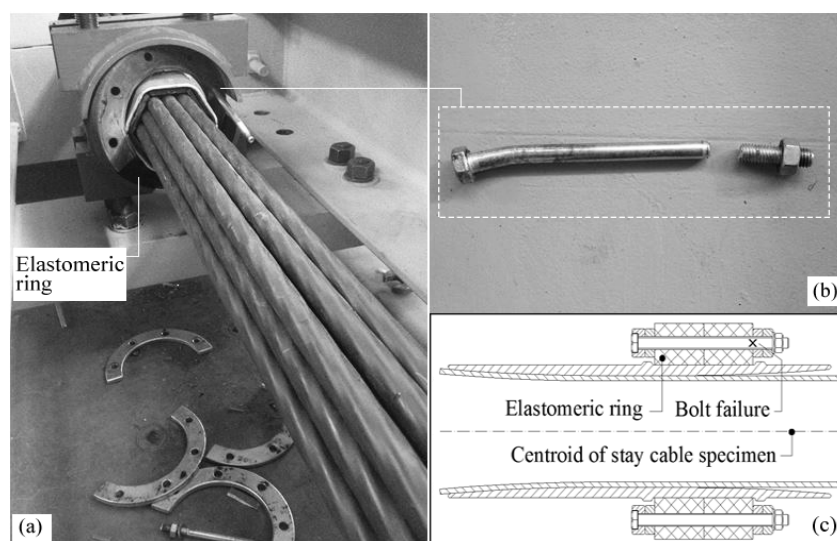 Elastomeric
ring
(a)
(b)
Elastomeric ring
Bolt failure
Centroid of stay cable specimen
(c)